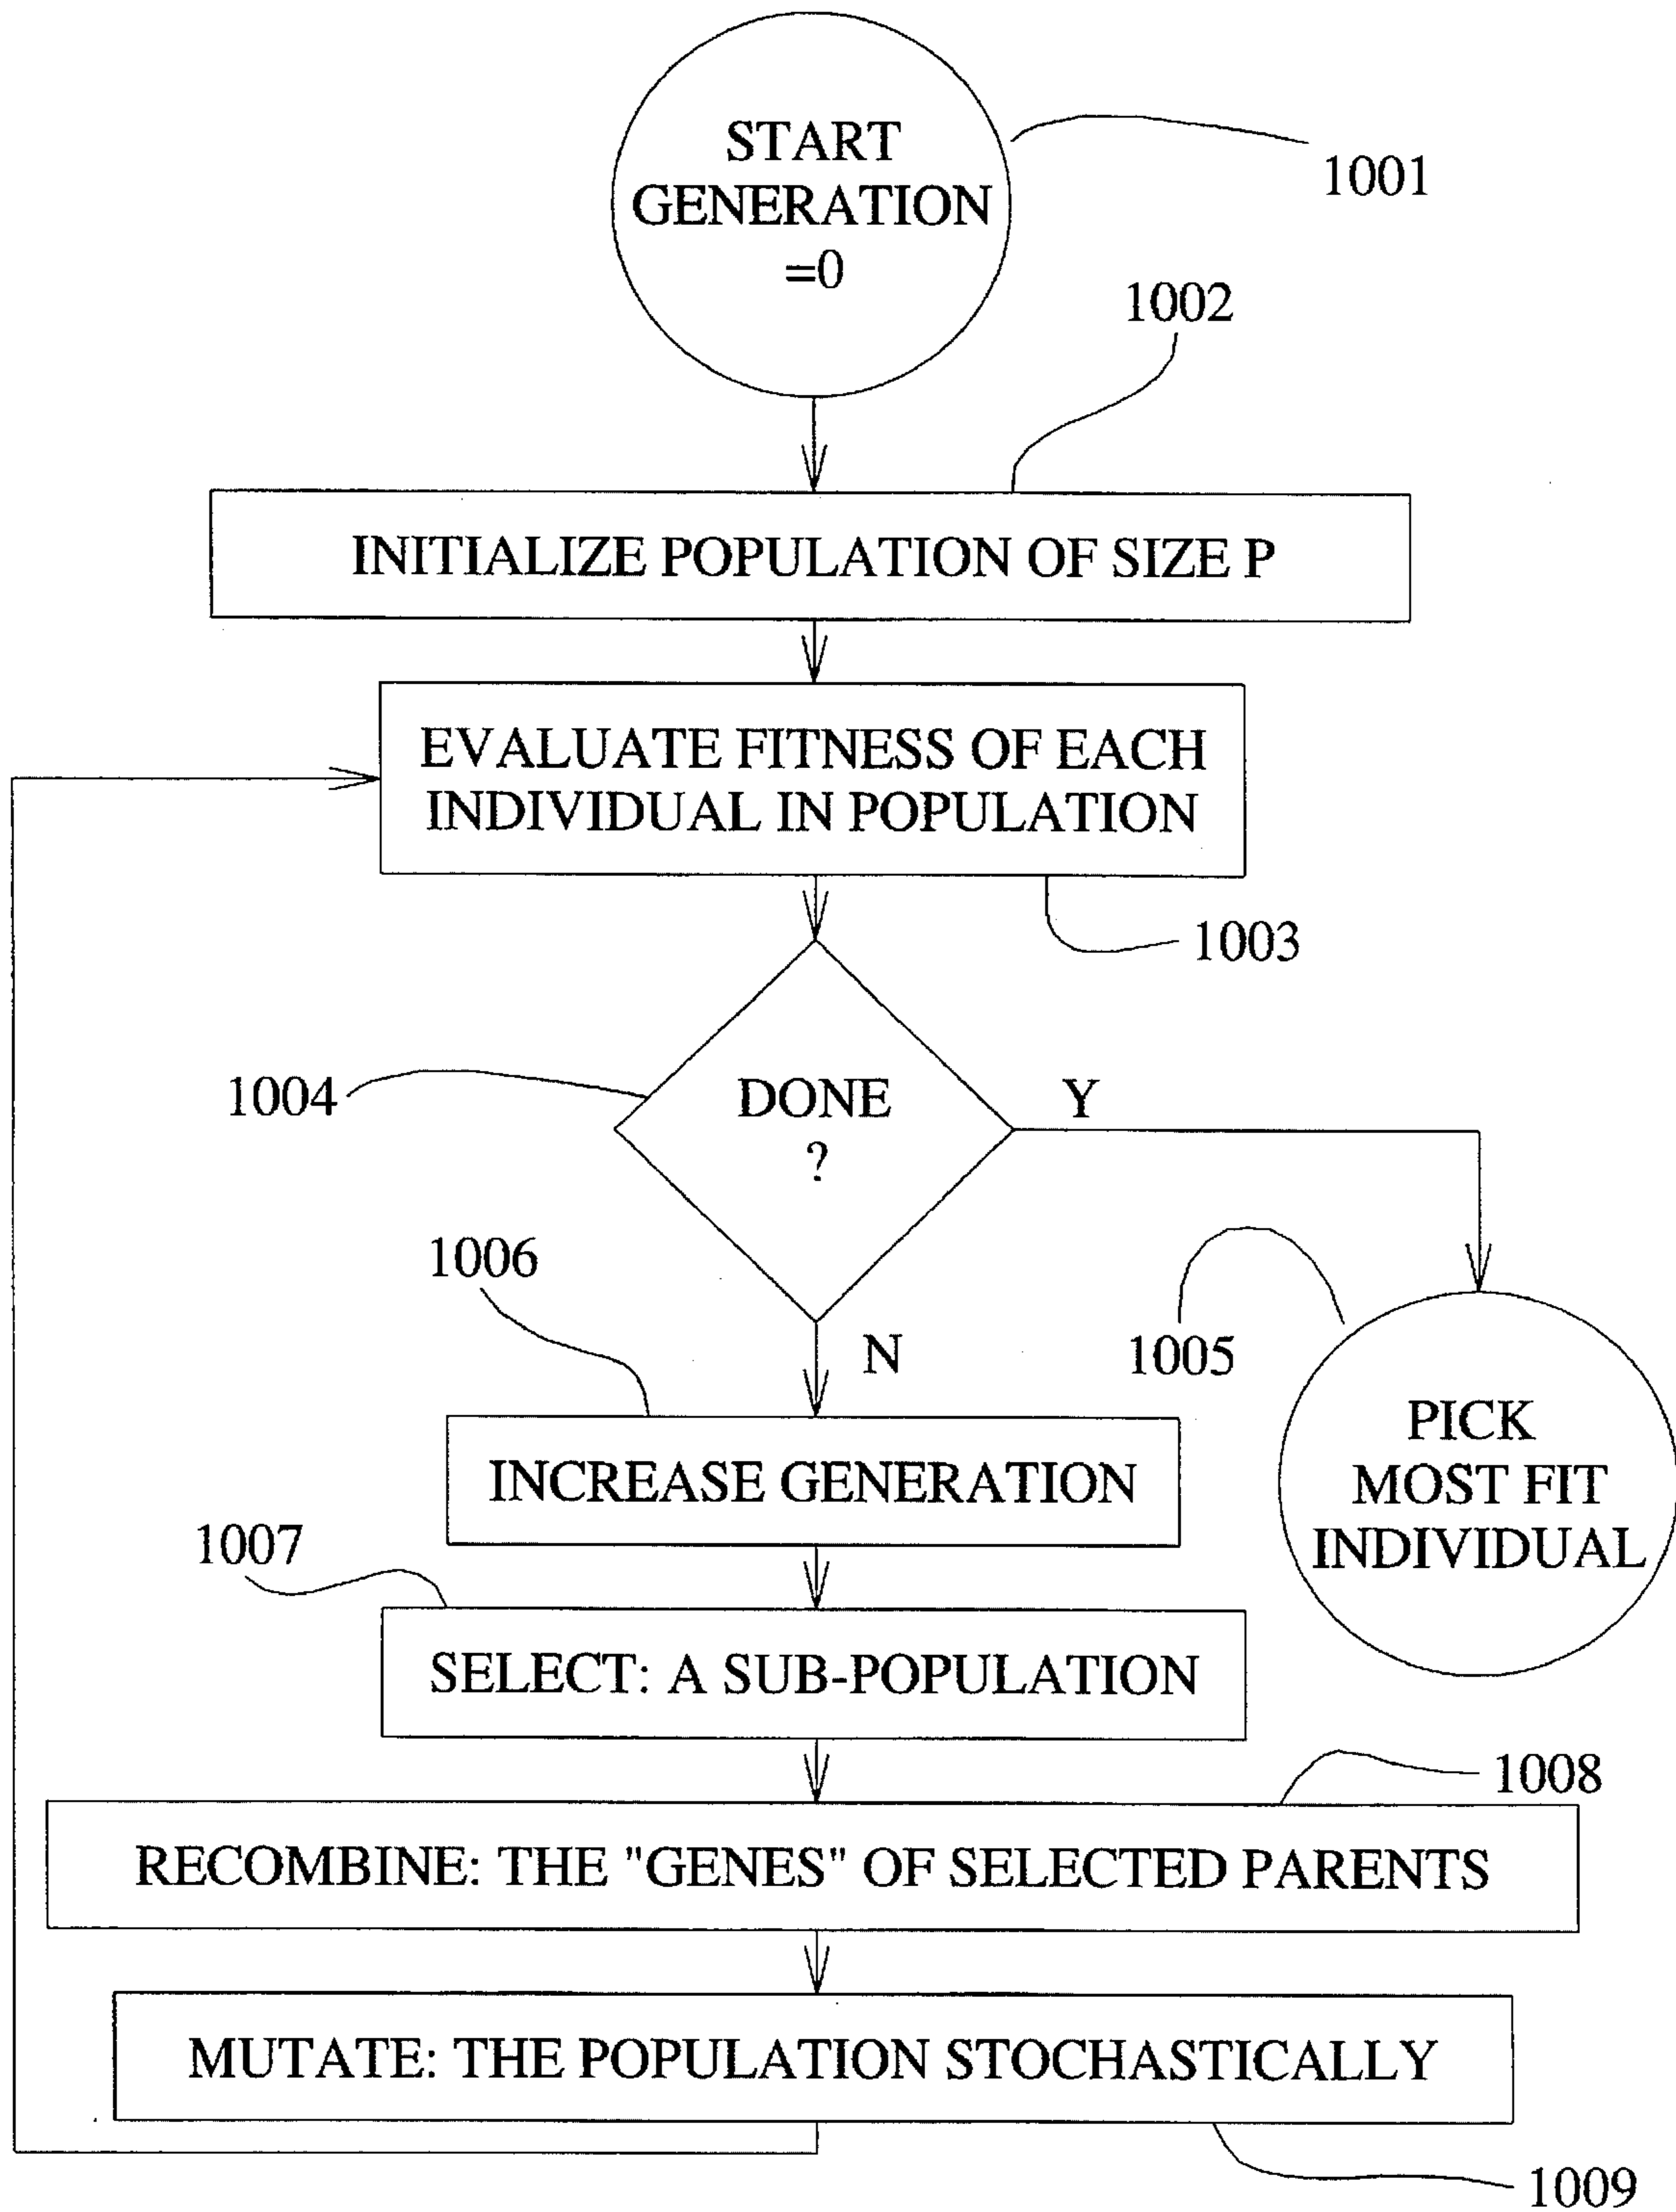 START
GENERATION
=0
1001
1002
INITIALIZE POPULATION OF SIZE P
EVALUATE FITNESS OF EACH
INDIVIDUAL IN POPULATION
1003
DONE
?
1004
Y
N
1005
PICK
MOST FIT
INDIVIDUAL
1006
INCREASE GENERATION
1007
SELECT: A SUB-POPULATION
1008
RECOMBINE: THE "GENES" OF SELECTED PARENTS
MUTATE: THE POPULATION STOCHASTICALLY
1009